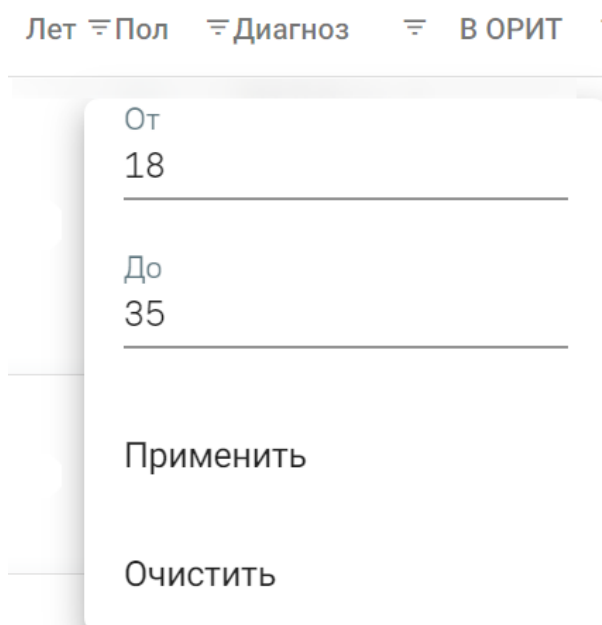 Лет Пол Диагноз В ОРИТ
От
18
До
35
Применить
Очистить